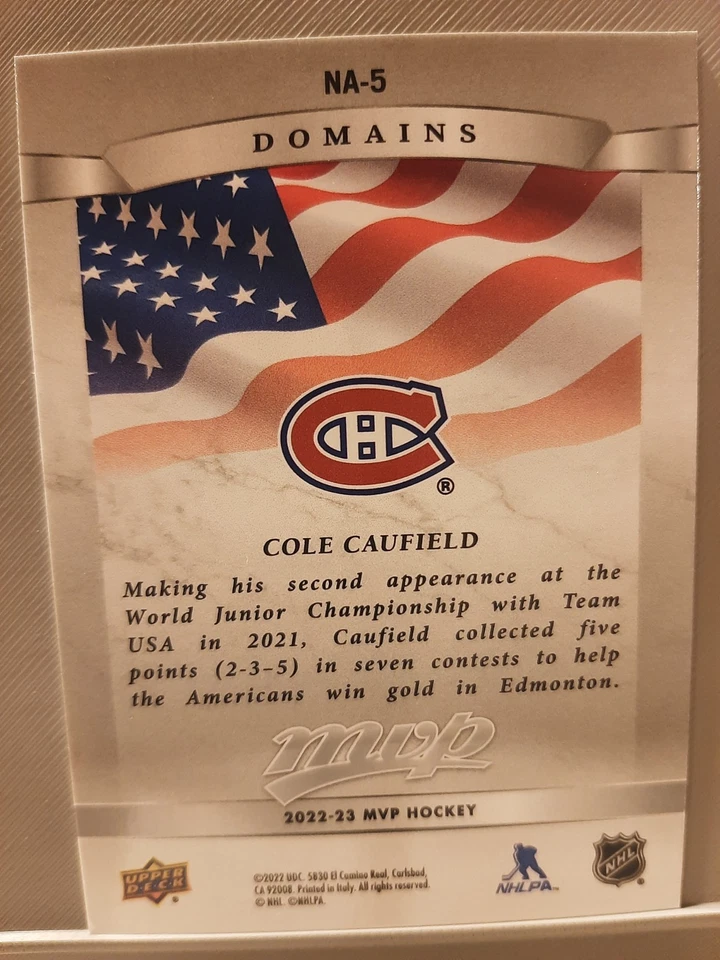 NA-5
DOMAINS
®
COLE CAUFIELD
Making his second appearance at the
World Junior Championship with Team
USA in 2021, Caufield collected five
points (2-3–5) in seven contests to help
the Americans win gold in Edmonton.
mvp
2022-23 MVP HOCKEY
UPPER
DECK
©2022 UDC. 5830 El Camino Real, Carlsbad,
CA 92008. Printed in Italy. All rights reserved.
© NHL. ©NHLPA.
NHLPA
NHL